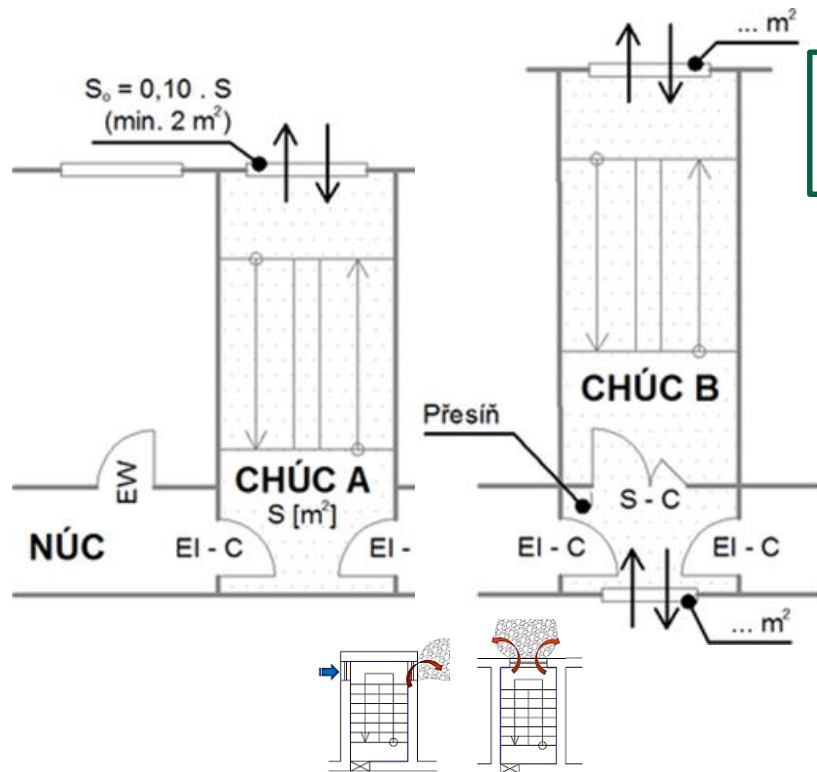 Sₒ = 0,10 . S
(min. 2 m²)
EW
CHÚC A
S [m²]
NÚC
EI - C
EI -
... m²
CHÚC B
Přesíň
S - C
EI - C
EI - C
... m²